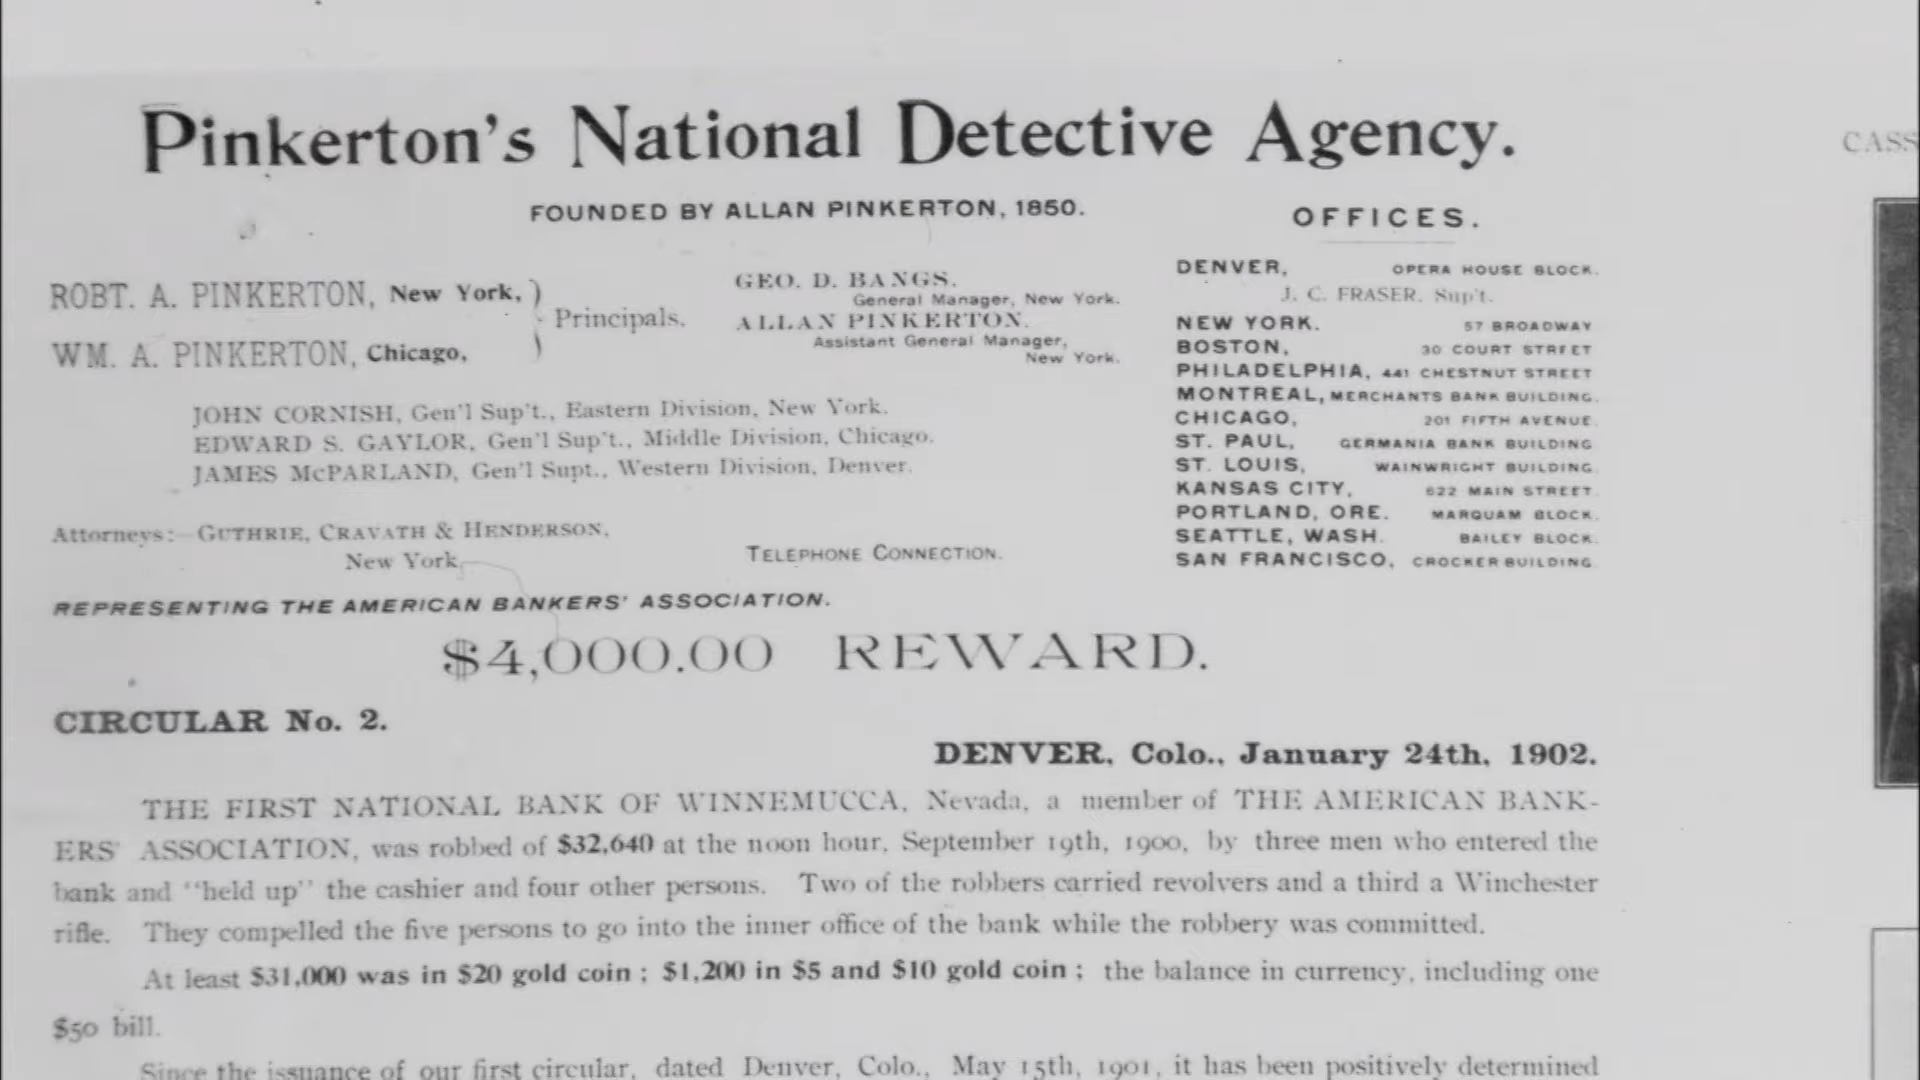 Pinkerton's National Detective Agency.
CASS
FOUNDED BY ALLAN PINKERTON, 1850.
ROBT. A. PINKERTON, New York,
WM. A. PINKERTON, Chicago,
Principals.
GEO. D. BANGS,
General Manager, New York.
ALLAN PINKERTON.
Assistant General Manager,
New York.
JOHN CORNISH, Gen'l Sup't., Eastern Division, New York.
EDWARD S. GAYLOR, Gen'l Sup't., Middle Division, Chicago.
JAMES McPARLAND, Gen'l Supt., Western Division, Denver.
Attorneys:—GUTHRIE, CRAVATH & HENDERSON,
New York.
TELEPHONE CONNECTION.
OFFICES.
DENVER, OPERA HOUSE BLOCK.
J. C. FRASER, Sup't.
NEW YORK. 57 BROADWAY
BOSTON, 30 COURT STREET
PHILADELPHIA, 441 CHESTNUT STREET
MONTREAL, MERCHANTS BANK BUILDING.
CHICAGO, 201 FIFTH AVENUE.
ST. PAUL, GERMANIA BANK BUILDING
ST. LOUIS, WAINWRIGHT BUILDING.
KANSAS CITY, 622 MAIN STREET.
PORTLAND, ORE. MARQUAM BLOCK.
SEATTLE, WASH. BAILEY BLOCK.
SAN FRANCISCO, CROCKER BUILDING.
REPRESENTING THE AMERICAN BANKERS' ASSOCIATION.
$4,000.00 REWARD.
CIRCULAR No. 2.
DENVER, Colo., January 24th, 1902.
THE FIRST NATIONAL BANK OF WINNEMUCCA, Nevada, a member of THE AMERICAN BANK-
ERS' ASSOCIATION, was robbed of $32,640 at the noon hour, September 19th, 1900, by three men who entered the
bank and "held up" the cashier and four other persons. Two of the robbers carried revolvers and a third a Winchester
rifle. They compelled the five persons to go into the inner office of the bank while the robbery was committed.
At least $31,000 was in $20 gold coin; $1,200 in $5 and $10 gold coin; the balance in currency, including one
$50 bill.
Since the issuance of our first circular, dated Denver, Colo., May 15th, 1901, it has been positively determined